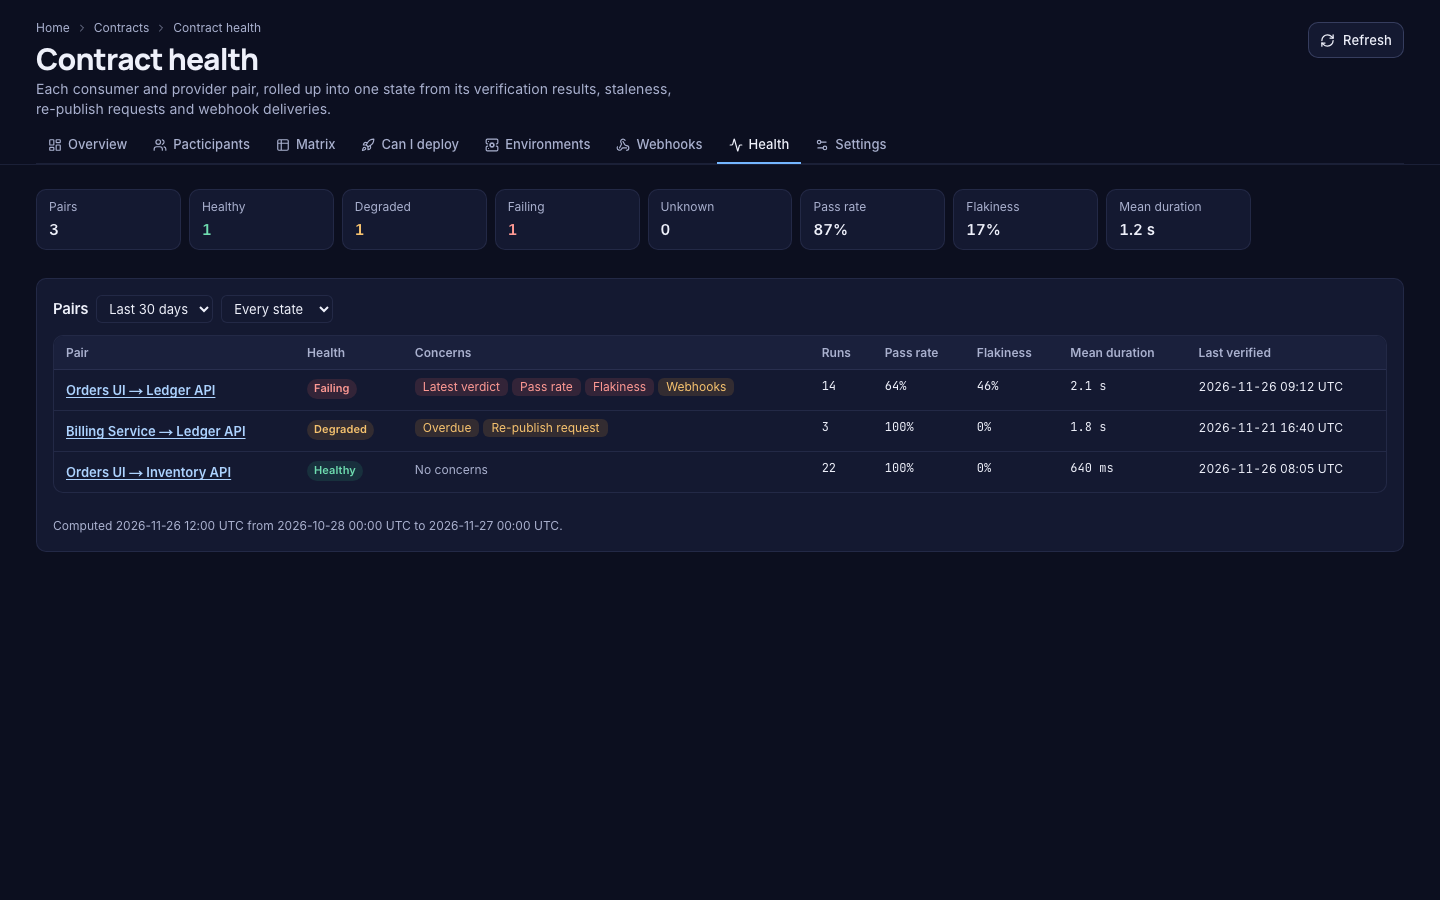 Home > Contracts > Contract health
Contract health
Refresh
Each consumer and provider pair, rolled up into one state from its verification results, staleness,
re-publish requests and webhook deliveries.
Overview Pacticipants Matrix Can I deploy Environments Webhooks Health Settings
Pairs Healthy Degraded Failing Unknown Pass rate Flakiness Mean duration
3 1 1 1 0 87% 17% 1.2 s
Pairs Last 30 days Every state
Pair Health Concerns Runs Pass rate Flakiness Mean duration Last verified
Orders UI → Ledger API Failing Latest verdict Pass rate Flakiness Webhooks 14 64% 46% 2.1 s 2026-11-26 09:12 UTC
Billing Service → Ledger API Degraded Overdue Re-publish request 3 100% 0% 1.8 s 2026-11-21 16:40 UTC
Orders UI → Inventory API Healthy No concerns 22 100% 0% 640 ms 2026-11-26 08:05 UTC
Computed 2026-11-26 12:00 UTC from 2026-10-28 00:00 UTC to 2026-11-27 00:00 UTC.